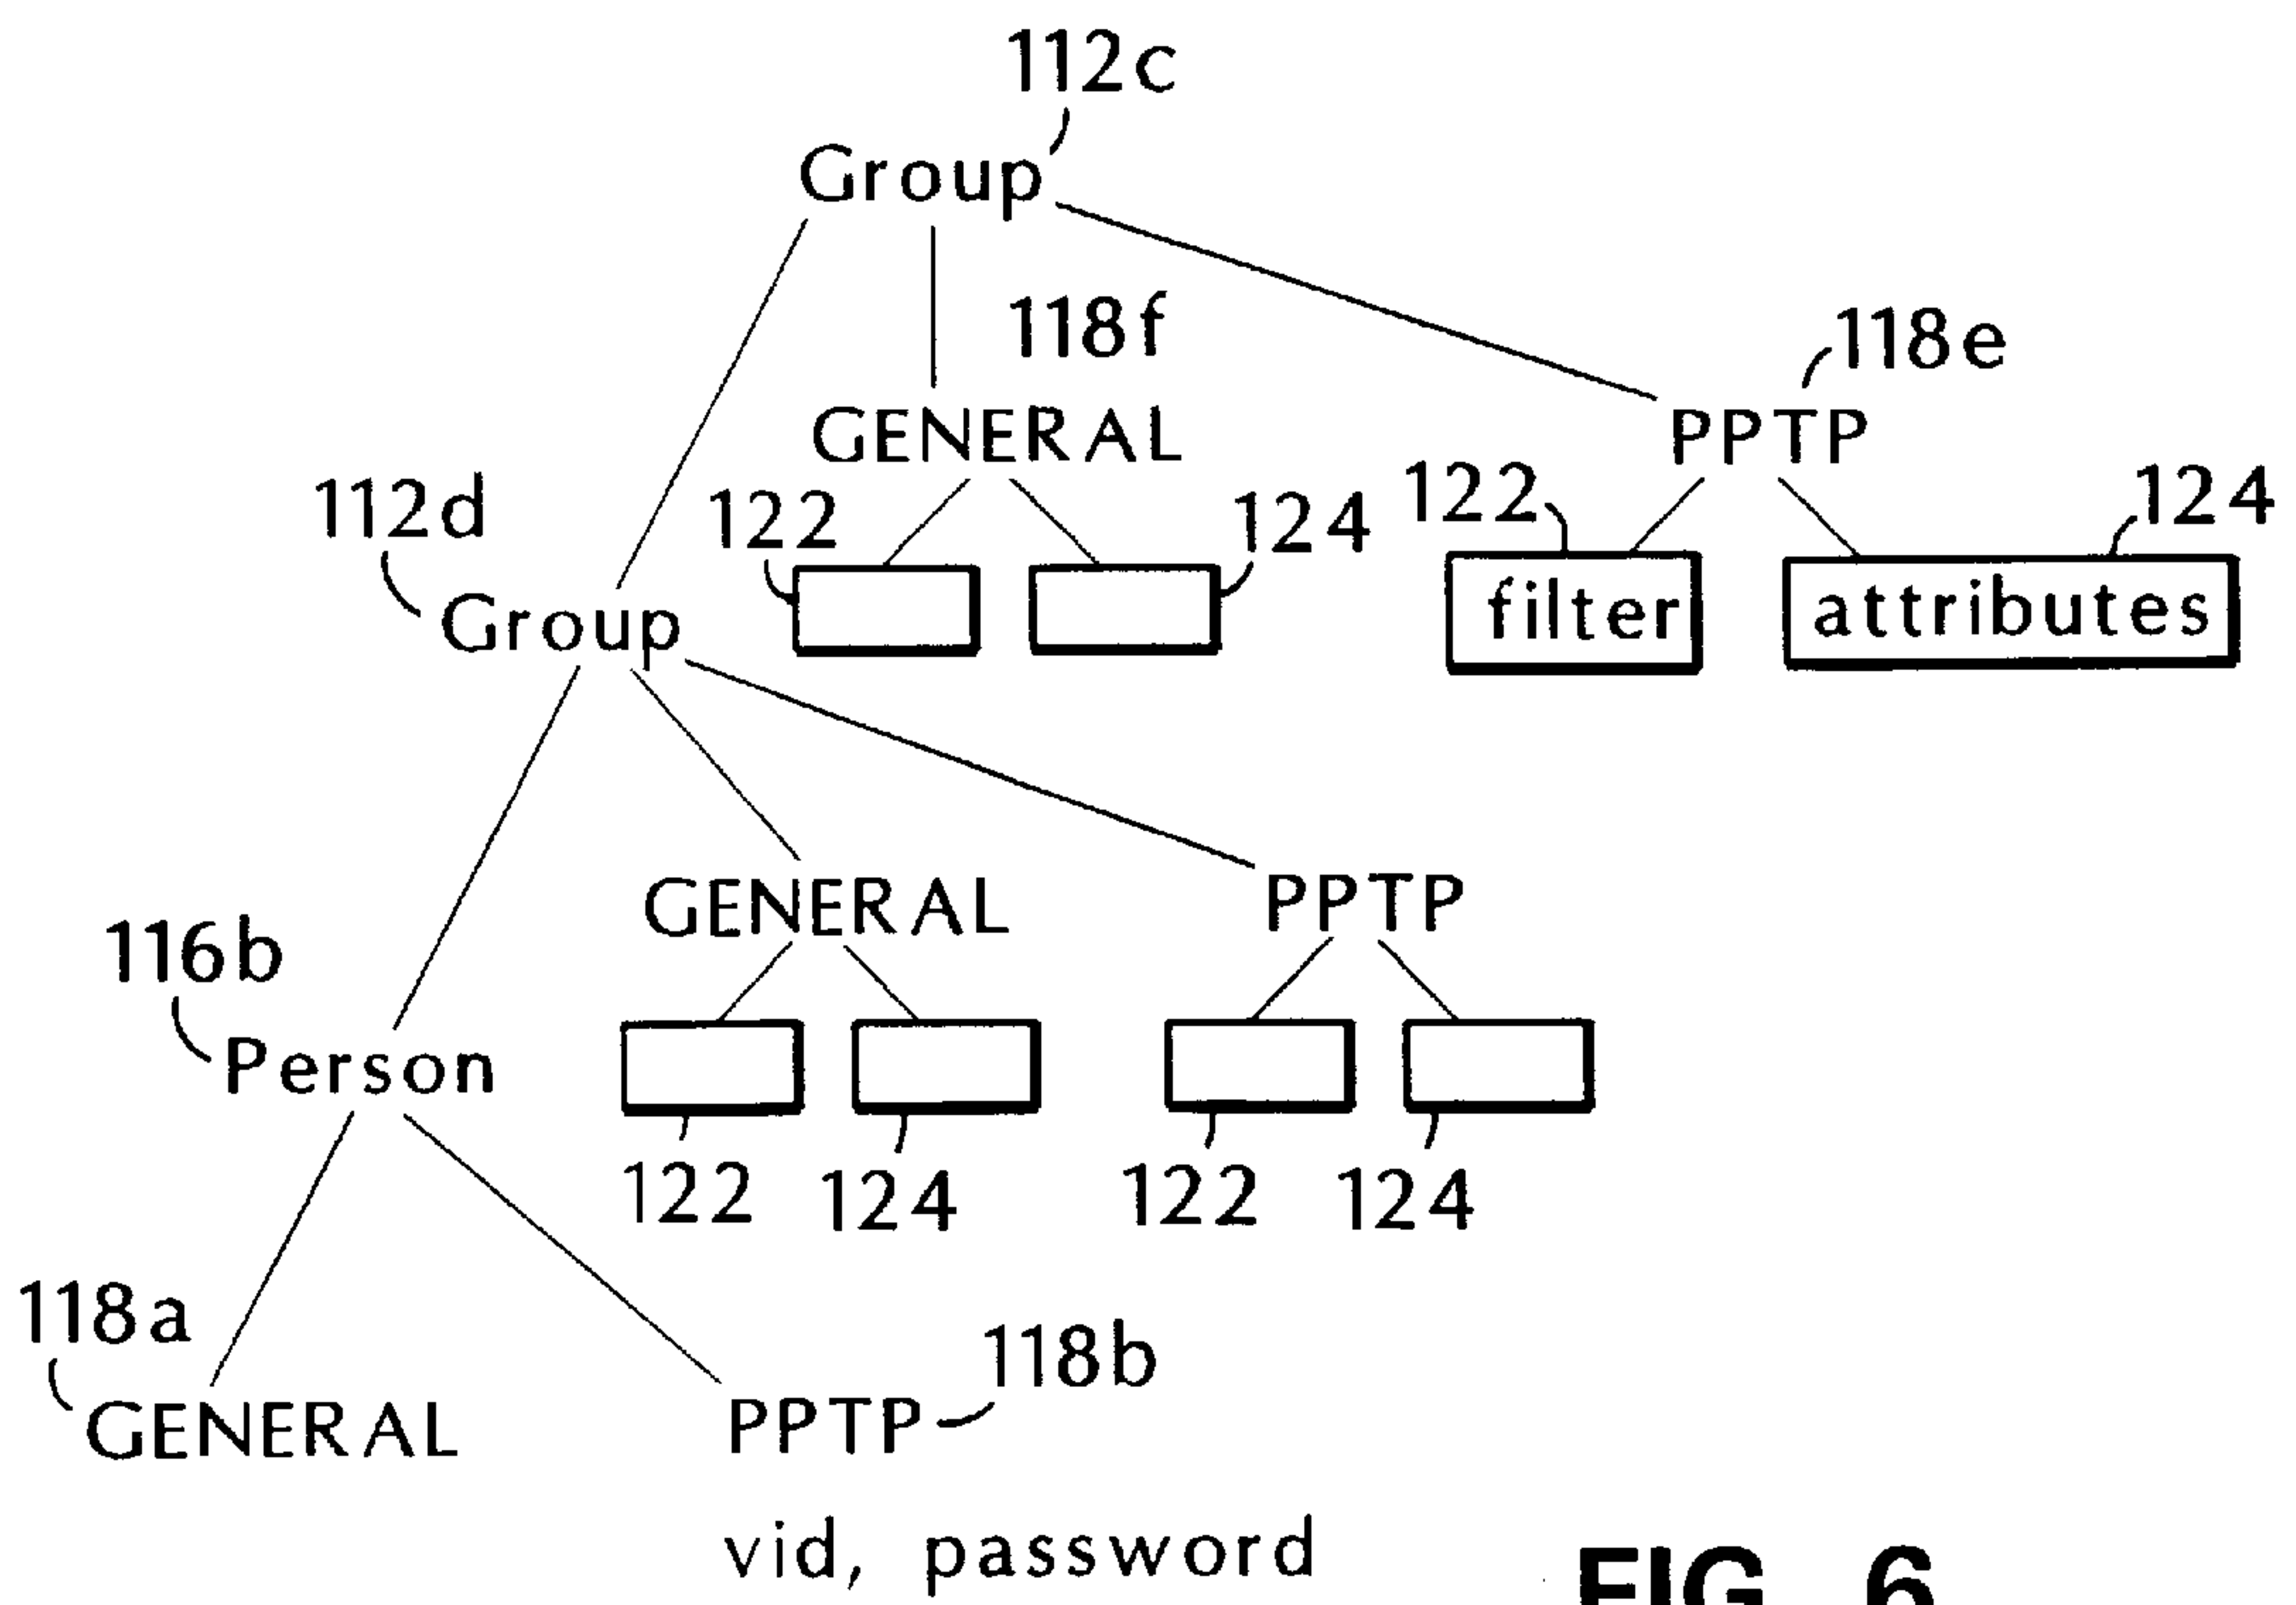 112c
Group
118f
118e
GENERAL
PPTP
112d
122
124
122
124
Group
filter
attributes
GENERAL
PPTP
116b
Person
122
124
122
124
118a
118b
GENERAL
PPTP
vid, password
FIG. 6